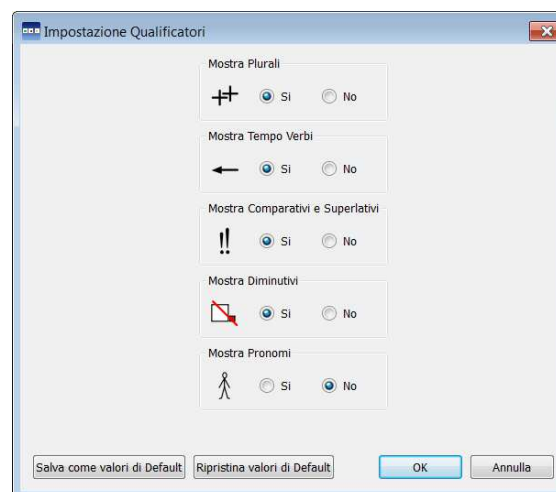 Impostazione Qualificatori
Mostra Plurali
Si No
Mostra Tempo Verbi
Si No
Mostra Comparativi e Superlativi
Si No
Mostra Diminutivi
Si No
Mostra Pronomi
Si No
Salva come valori di Default Ripristina valori di Default OK Annulla